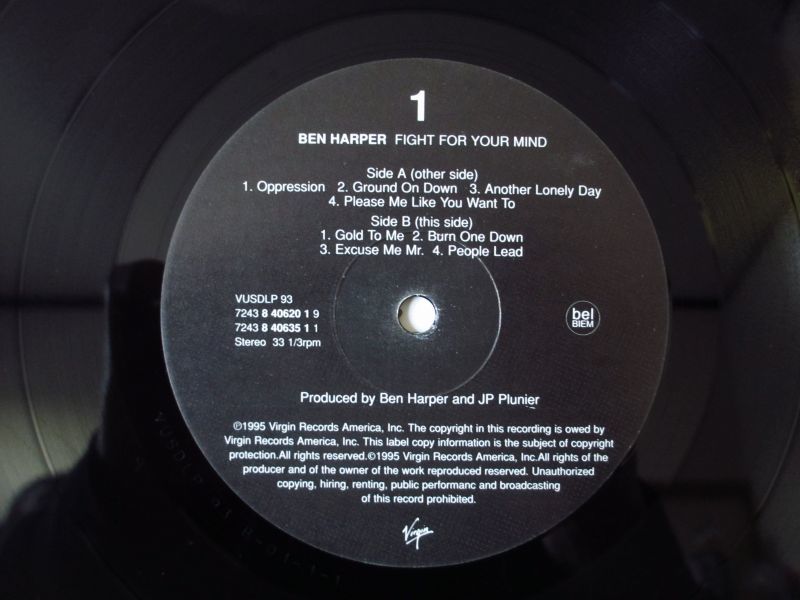 1
BEN HARPER FIGHT FOR YOUR MIND
Side A (other side)
1. Oppression 2. Ground On Down 3. Another Lonely Day
4. Please Me Like You Want To
Side B (this side)
1. Gold To Me 2. Burn One Down
3. Excuse Me Mr. 4. People Lead
VUSDLP 93
7243 8 40620 1 9
7243 8 40635 1 1
Stereo 33 1/3rpm
bel
BIEM
Produced by Ben Harper and JP Plunier
℗1995 Virgin Records America, Inc. The copyright in this recording is owed by
Virgin Records America, Inc. This label copy information is the subject of copyright
protection.All rights reserved.©1995 Virgin Records America, Inc.All rights of the
producer and of the owner of the work reproduced reserved. Unauthorized
copying, hiring, renting, public performanc and broadcasting
of this record prohibited.
Virgin
VUSDLP 93 B-01-1-1